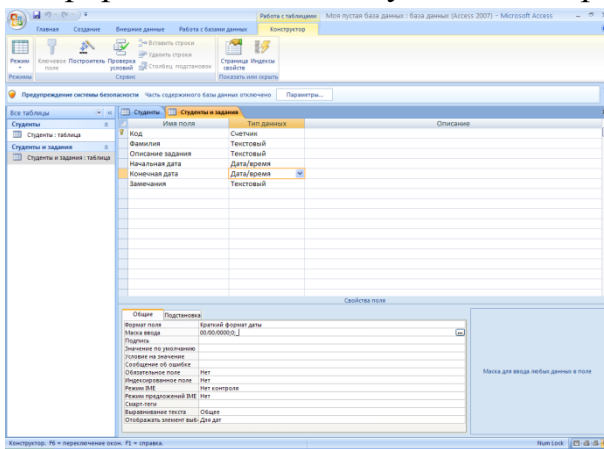 Работа с таблицами Моя пустая база данных : база данных (Access 2007) - Microsoft Access
Главная Создание Внешние данные Работа с базами данных Конструктор
Режим
Ключевое поле
Построитель
Проверка условий
Вставить строки
Удалить строки
Столбец подстановок
Страница свойств
Индексы
Режимы Сервис Показать или скрыть
Предупреждение системы безопасности Часть содержимого базы данных отключено Параметры...
Все таблицы
Студенты
Студенты : таблица
Студенты и задания
Студенты и задания : таблица
Студенты Студенты и задания
Имя поля Тип данных Описание
Код Счетчик
Фамилия Текстовый
Описание задания Текстовый
Начальная дата Дата/время
Конечная дата Дата/время
Замечания Текстовый
Свойства поля
Общие Подстановка
Формат поля Краткий формат даты
Маска ввода 00/00/0000;0;_
Подпись
Значение по умолчанию
Условие на значение
Сообщение об ошибке
Обязательное поле Нет
Индексированное поле Нет
Режим IME Нет контроля
Режим предложений IME Нет
Смарт-теги
Выравнивание текста Общее
Отображать элемент выб Для дат
Маска для ввода любых данных в поле
Конструктор. F6 = переключение окон. F1 = справка. Num Lock